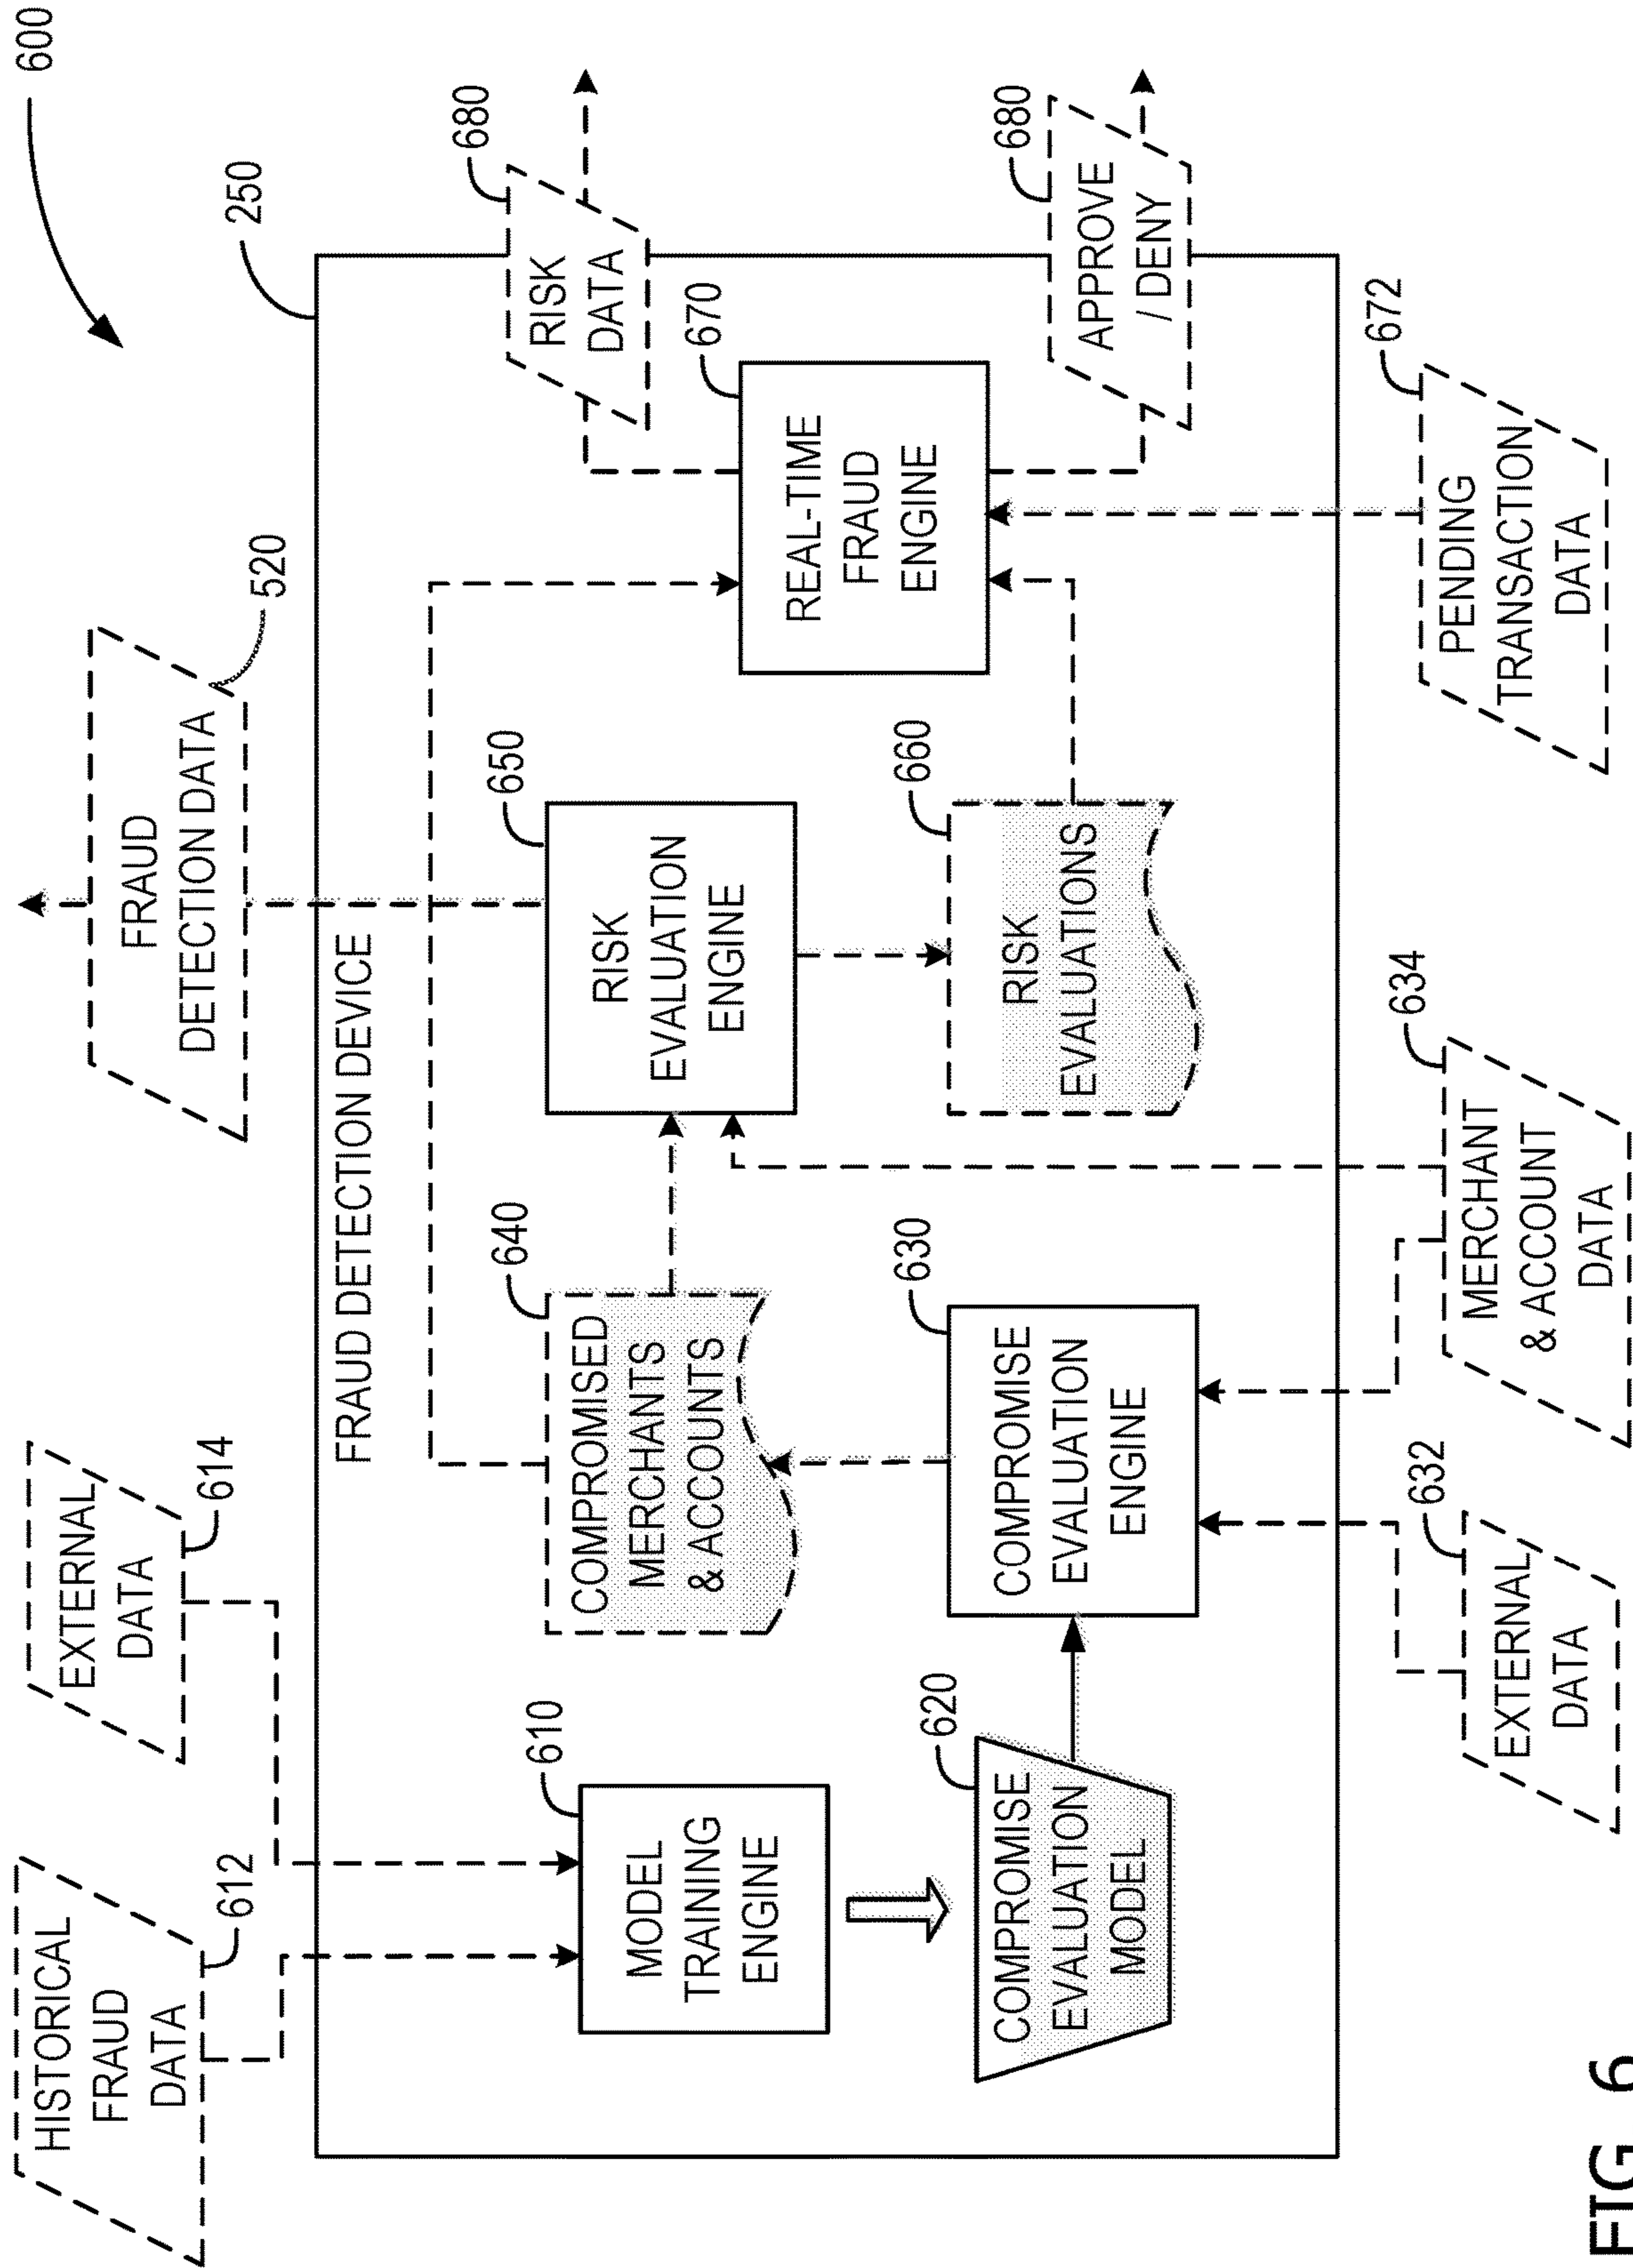 600
HISTORICAL
FRAUD
DATA
612
EXTERNAL
DATA
614
FRAUD
DETECTION DATA
520
250
FRAUD DETECTION DEVICE
MODEL
TRAINING
ENGINE
610
COMPROMISED
MERCHANTS
& ACCOUNTS
640
RISK
EVALUATION
ENGINE
650
REAL-TIME
FRAUD
ENGINE
670
RISK
DATA
680
COMPROMISE
EVALUATION
MODEL
620
COMPROMISE
EVALUATION
ENGINE
630
RISK
EVALUATIONS
660
APPROVE
/ DENY
680
EXTERNAL
DATA
632
MERCHANT
& ACCOUNT
DATA
634
PENDING
TRANSACTION
DATA
672
FIG. 6